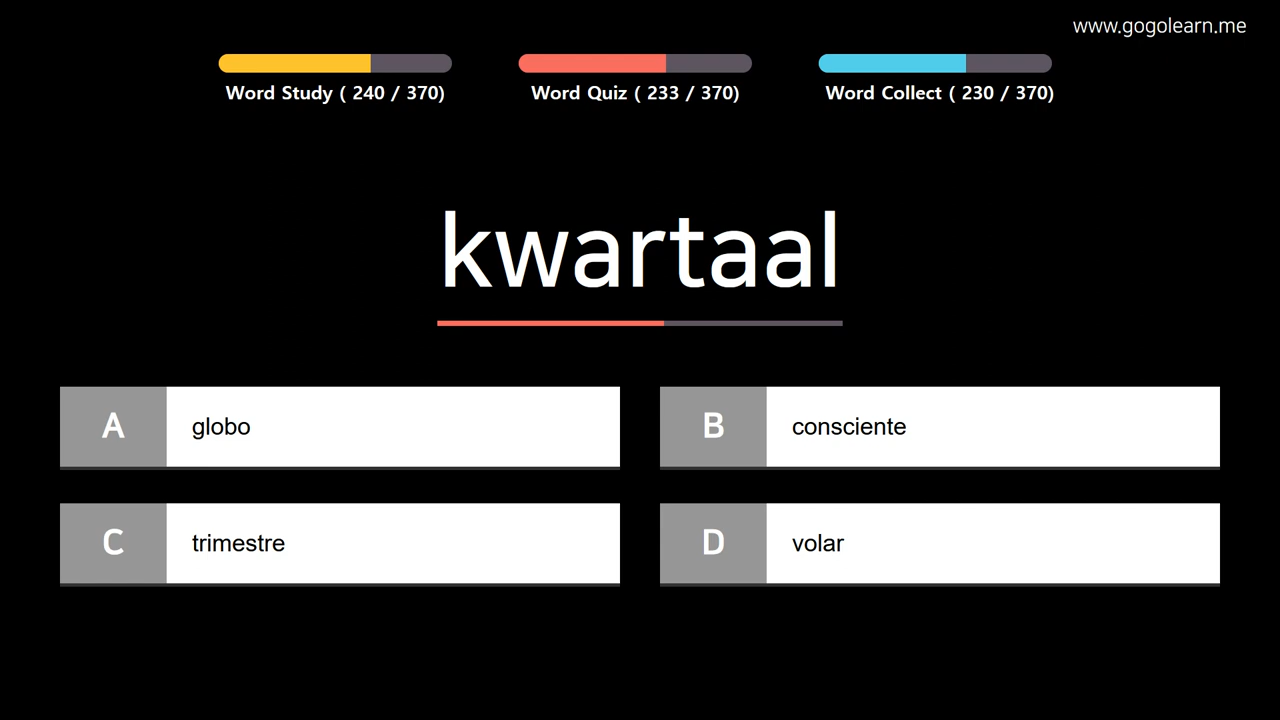 www.gogolearn.me
Word Study ( 240 / 370)
Word Quiz ( 233 / 370)
Word Collect ( 230 / 370)
kwartaal
A globo
B consciente
C trimestre
D volar